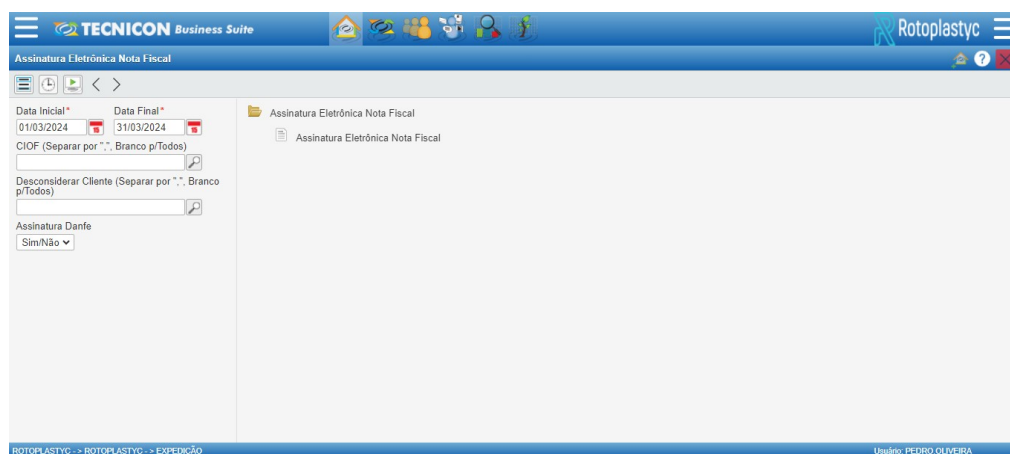 TECNICON Business Suite
Rotoplastyc
Assinatura Eletrônica Nota Fiscal
?
Data Inicial*
Data Final*
01/03/2024
31/03/2024
CIOF (Separar por ",", Branco p/Todos)
Desconsiderar Cliente (Separar por ",", Branco
p/Todos)
Assinatura Danfe
Sim/Não
Assinatura Eletrônica Nota Fiscal
Assinatura Eletrônica Nota Fiscal
ROTOPLASTYC -> ROTOPLASTYC -> EXPEDIÇÃO
Usuário: PEDRO.OLIVEIRA